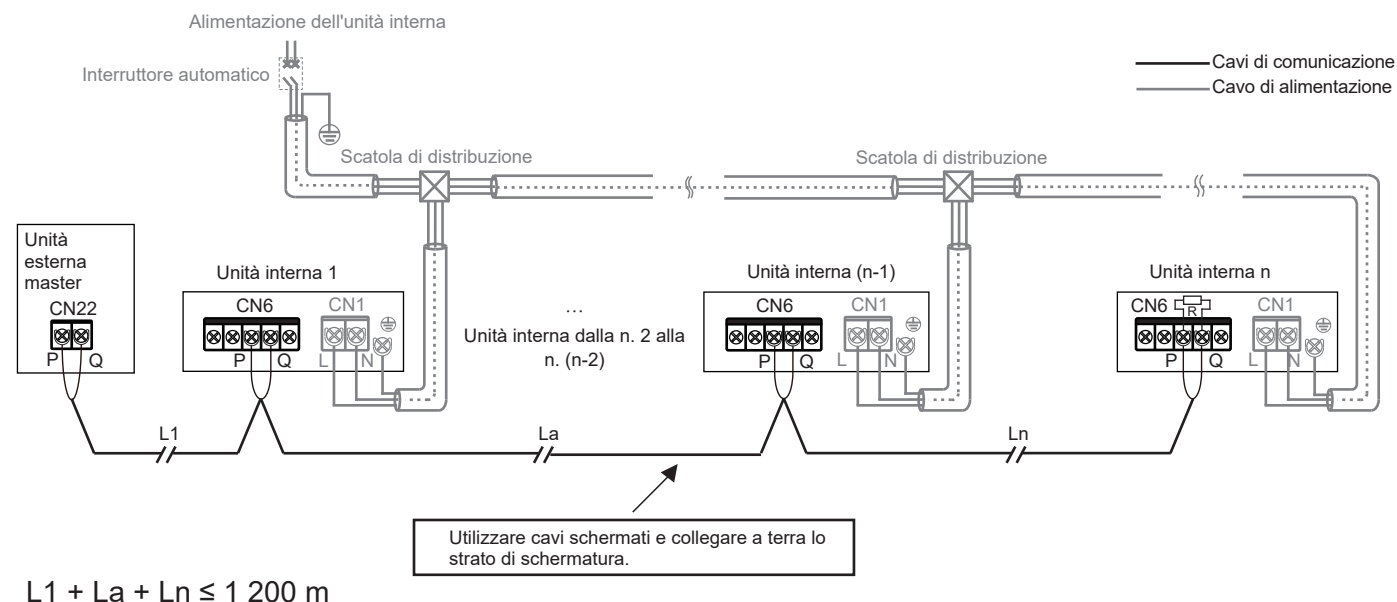 Alimentazione dell'unità interna
Interruttore automatico
Cavi di comunicazione
Cavo di alimentazione
Scatola di distribuzione
Scatola di distribuzione
Unità
esterna
master
CN22
P Q
Unità interna 1
CN6 CN1
P Q L N
…
Unità interna dalla n. 2 alla
n. (n-2)
Unità interna (n-1)
CN6 CN1
P Q L N
Unità interna n
CN6 R CN1
P Q L N
L1 La Ln
Utilizzare cavi schermati e collegare a terra lo
strato di schermatura.
L1 + La + Ln ≤ 1 200 m